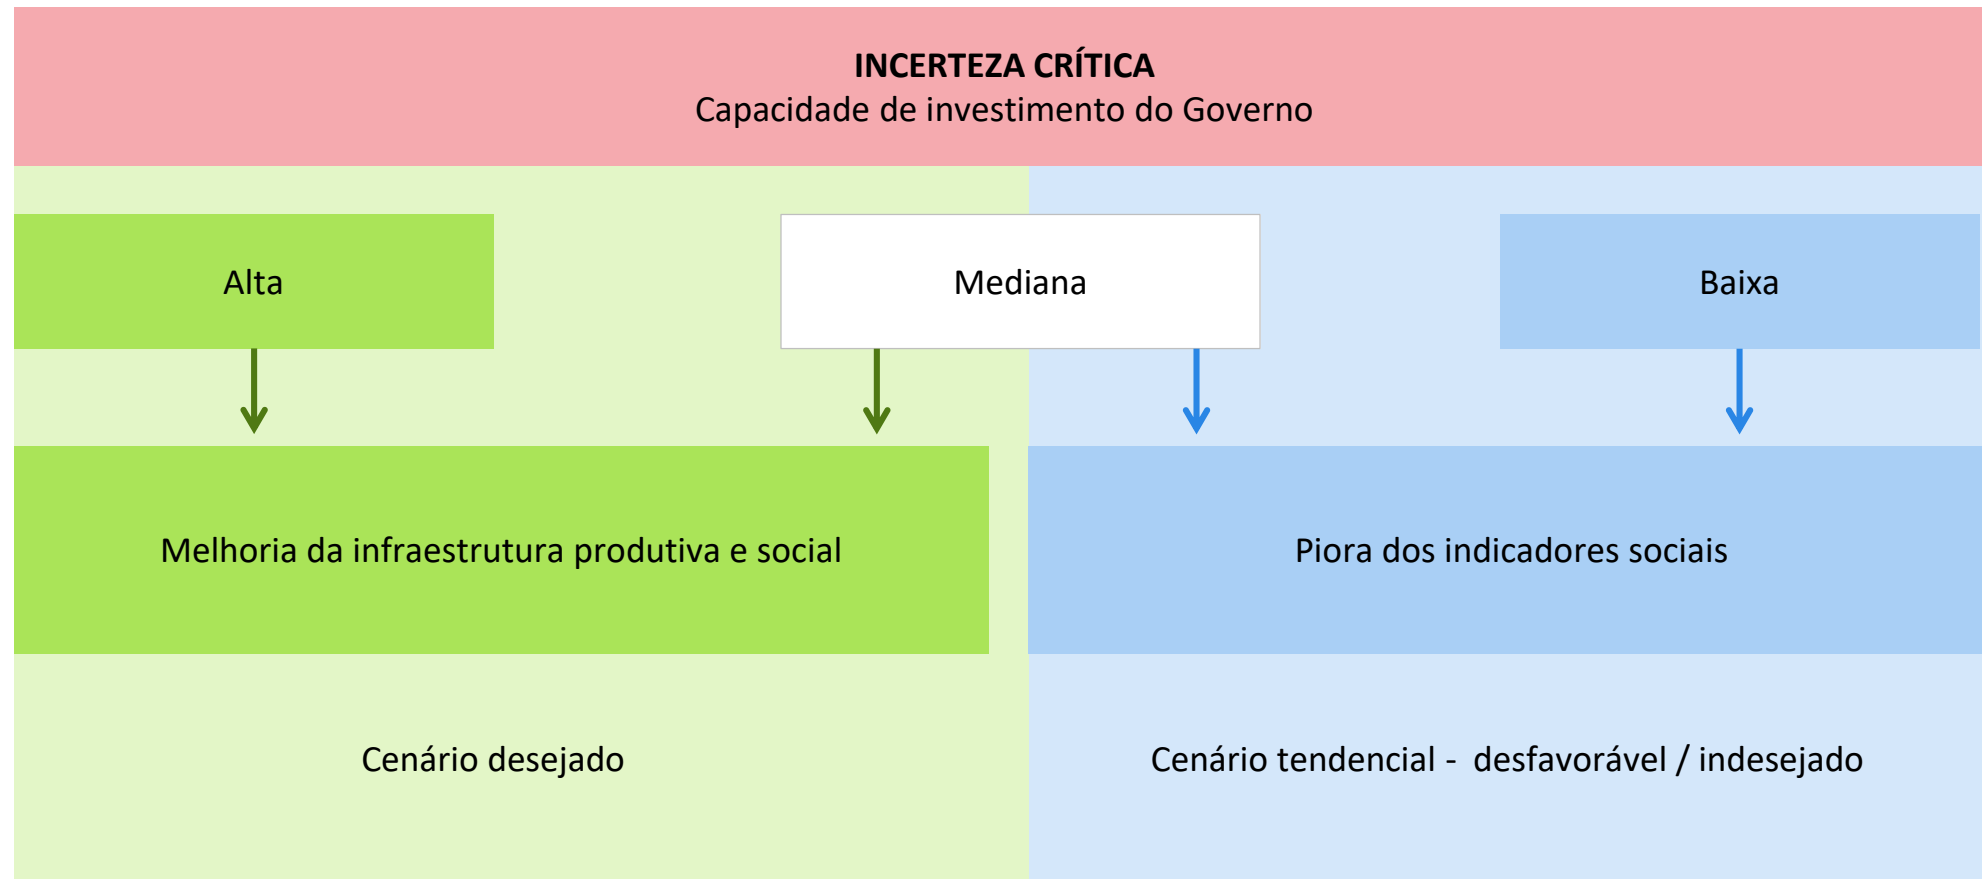 INCERTEZA CRÍTICA
Capacidade de investimento do Governo
Alta
Mediana
Baixa
Melhoria da infraestrutura produtiva e social
Piora dos indicadores sociais
Cenário desejado
Cenário tendencial -  desfavorável / indesejado